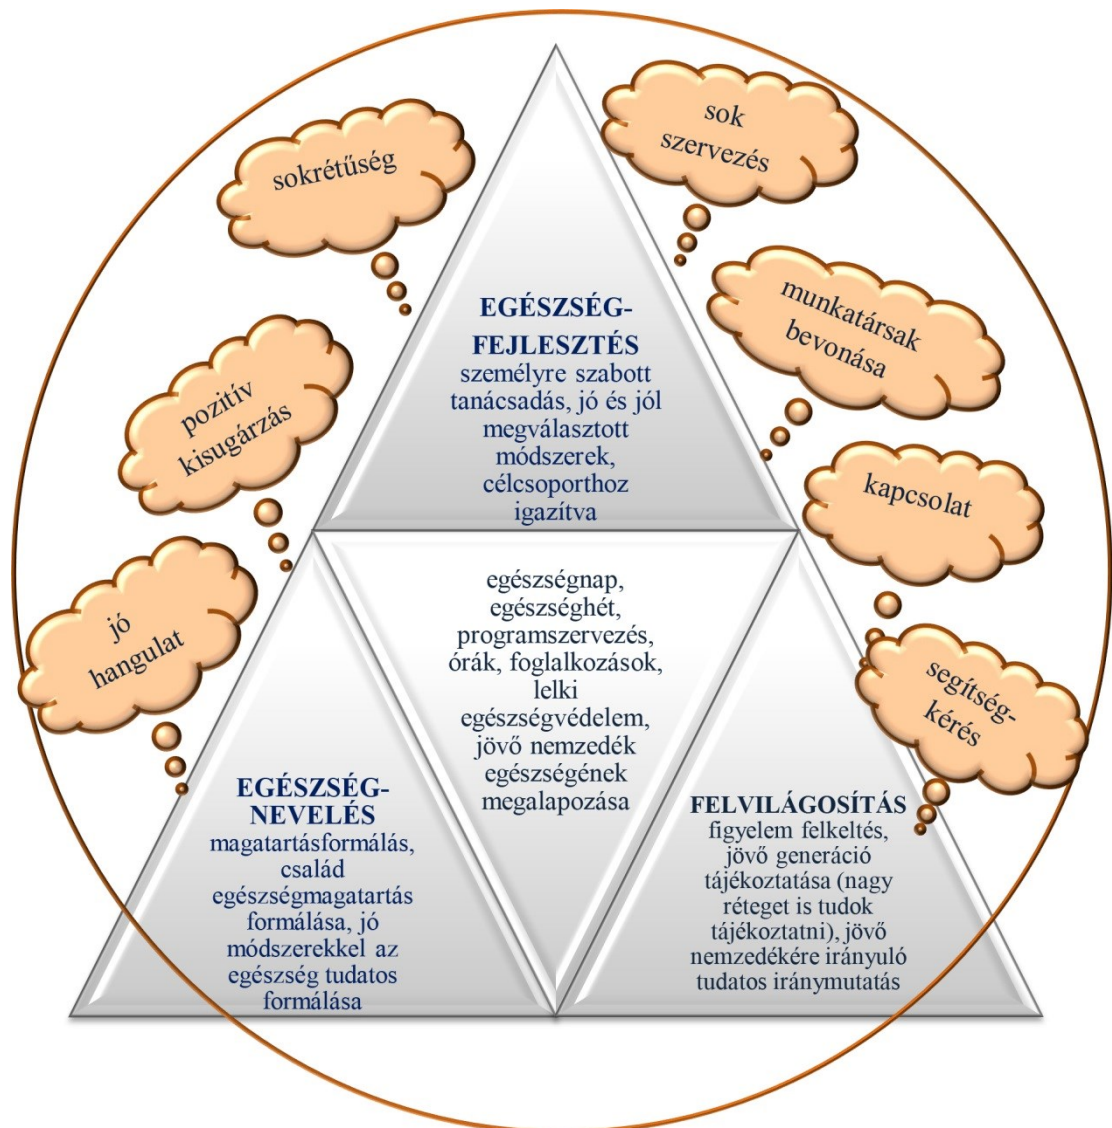 sokrétűség
sok
szervezés
munkatársak
bevonása
pozitív
kisugárzás
kapcsolat
jó
hangulat
segítség-
kérés
EGÉSZSÉG-
FEJLESZTÉS
személyre szabott
tanácsadás, jó és jól
megválasztott
módszerek,
célcsoporthoz
igazítva
egészségnap,
egészséghét,
programszervezés,
órák, foglalkozások,
lelki
egészségvédelem,
jövő nemzedék
egészségének
megalapozása
EGÉSZSÉG-
NEVELÉS
magatartásformálás,
család
egészségmagatartás
formálása, jó
módszerekkel az
egészség tudatos
formálása
FELVILÁGOSÍTÁS
figyelem felkeltés,
jövő generáció
tájékoztatása (nagy
réteget is tudok
tájékoztatni), jövő
nemzedékére irányuló
tudatos iránymutatás